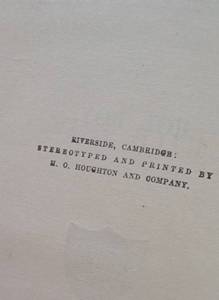 RIVERSIDE, CAMBRIDGE:
STEREOTYPED AND PRINTED BY
H. O. HOUGHTON AND COMPANY.